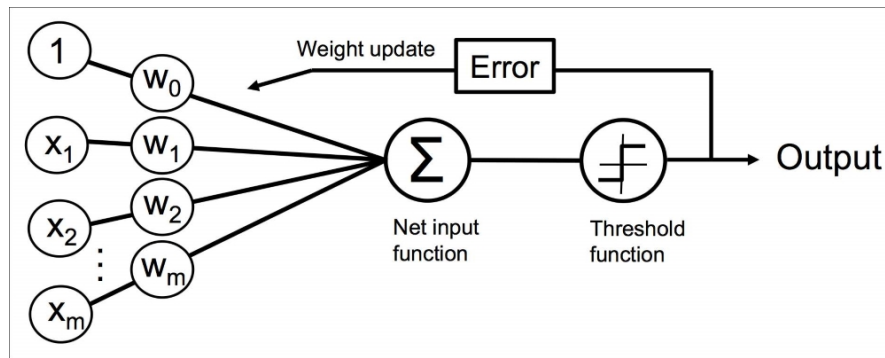 1
w₀
Weight update
Error
x₁
w₁
Σ
Output
x₂
w₂
Net input
function
Threshold
function
⋮
wₘ
xₘ